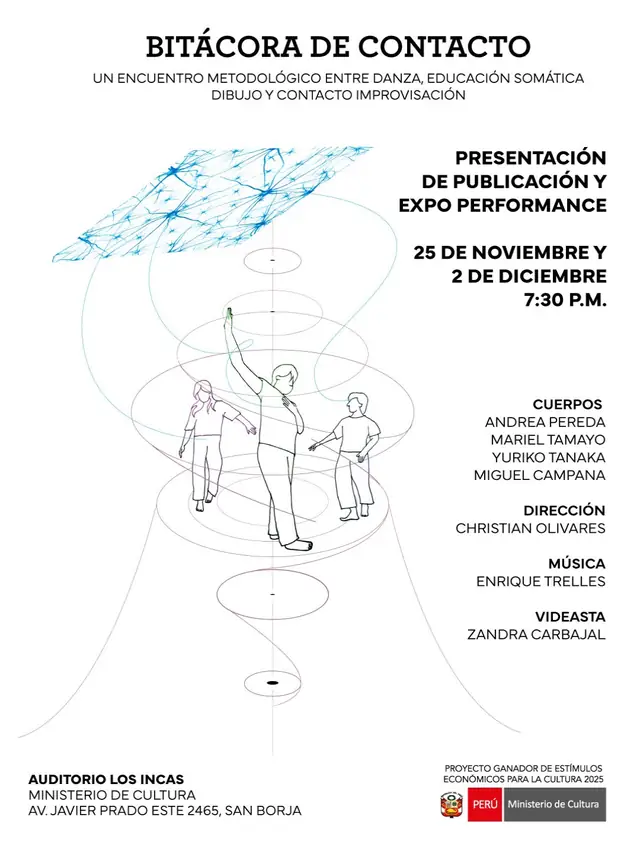 BITÁCORA DE CONTACTO
UN ENCUENTRO METODOLÓGICO ENTRE DANZA, EDUCACIÓN SOMÁTICA
DIBUJO Y CONTACTO IMPROVISACIÓN
PRESENTACIÓN
DE PUBLICACIÓN Y
EXPO PERFORMANCE
25 DE NOVIEMBRE Y
2 DE DICIEMBRE
7:30 P.M.
CUERPOS
ANDREA PEREDA
MARIEL TAMAYO
YURIKO TANAKA
MIGUEL CAMPANA
DIRECCIÓN
CHRISTIAN OLIVARES
MÚSICA
ENRIQUE TRELLES
VIDEASTA
ZANDRA CARBAJAL
AUDITORIO LOS INCAS
MINISTERIO DE CULTURA
AV. JAVIER PRADO ESTE 2465, SAN BORJA
PROYECTO GANADOR DE ESTÍMULOS
ECONÓMICOS PARA LA CULTURA 2025
PERÚ Ministerio de Cultura